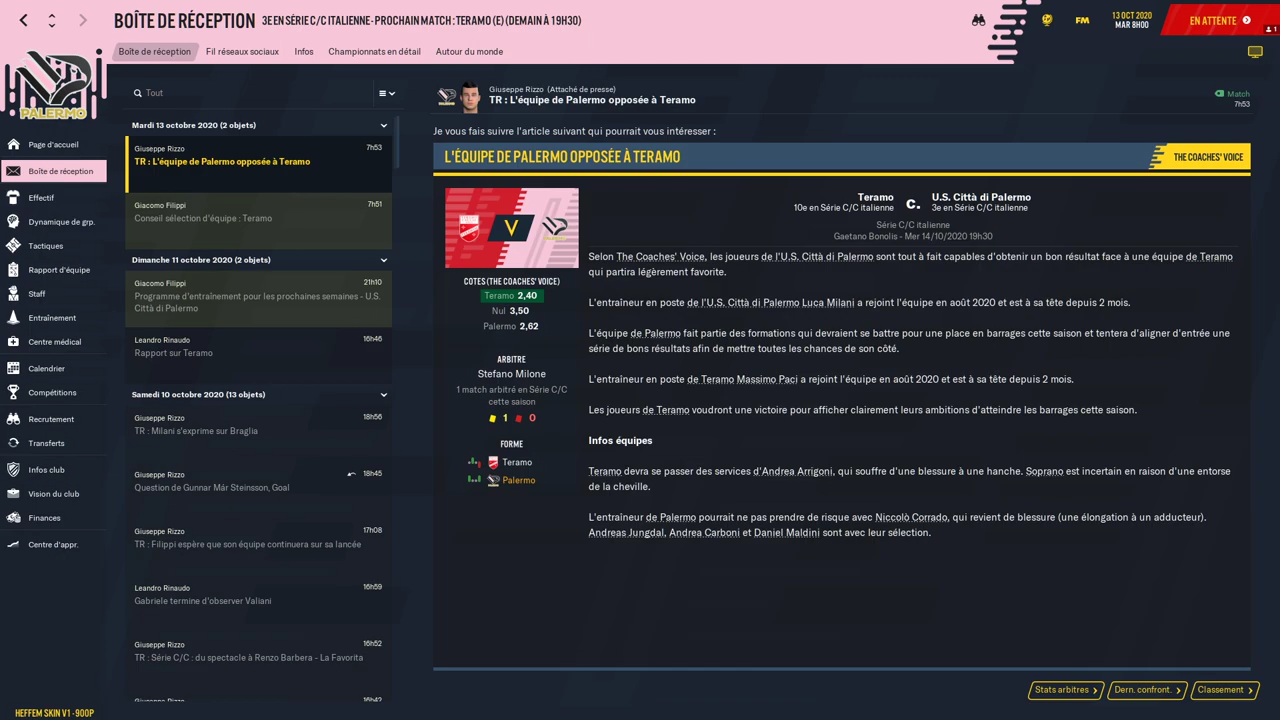 BOÎTE DE RÉCEPTION
3E EN SÉRIE C/C ITALIENNE - PROCHAIN MATCH : TERAMO (E) (DEMAIN À 19H30)
FM
13 OCT 2020
MAR 8H00
EN ATTENTE
1
Boîte de réception
Fil réseaux sociaux
Infos
Championnats en détail
Autour du monde
PALERMO
Page d'accueil
Boîte de réception
Effectif
Dynamique de grp.
Tactiques
Rapport d'équipe
Staff
Entraînement
Centre médical
Calendrier
Compétitions
Recrutement
Transferts
Infos club
Vision du club
Finances
Centre d'appr.
HEFFEM SKIN V1 - 900P
Tout
Mardi 13 octobre 2020 (2 objets)
Giuseppe Rizzo 7h53
TR : L'équipe de Palermo opposée à Teramo
Giacomo Filippi 7h51
Conseil sélection d'équipe : Teramo
Dimanche 11 octobre 2020 (2 objets)
Giacomo Filippi 21h10
Programme d'entraînement pour les prochaines semaines - U.S.
Città di Palermo
Leandro Rinaudo 16h46
Rapport sur Teramo
Samedi 10 octobre 2020 (13 objets)
Giuseppe Rizzo 18h56
TR : Milani s'exprime sur Braglia
Giuseppe Rizzo 18h45
Question de Gunnar Már Steinsson, Goal
Giuseppe Rizzo 17h08
TR : Filippi espère que son équipe continuera sur sa lancée
Leandro Rinaudo 16h59
Gabriele termine d'observer Valiani
Giuseppe Rizzo 16h52
TR : Série C/C : du spectacle à Renzo Barbera - La Favorita
Giuseppe Rizzo 16h42
Giuseppe Rizzo (Attaché de presse)
TR : L'équipe de Palermo opposée à Teramo
Match
7h53
Je vous fais suivre l'article suivant qui pourrait vous intéresser :
L'ÉQUIPE DE PALERMO OPPOSÉE À TERAMO
THE COACHES' VOICE
V
COTES (THE COACHES' VOICE)
Teramo 2,40
Nul 3,50
Palermo 2,62
ARBITRE
Stefano Milone
1 match arbitré en Série C/C
cette saison
1 0
FORME
Teramo
Palermo
Teramo c. U.S. Città di Palermo
10e en Série C/C italienne 3e en Série C/C italienne
Série C/C italienne
Gaetano Bonolis - Mer 14/10/2020 19h30
Selon The Coaches' Voice, les joueurs de l'U.S. Città di Palermo sont tout à fait capables d'obtenir un bon résultat face à une équipe de Teramo
qui partira légèrement favorite.
L'entraîneur en poste de l'U.S. Città di Palermo Luca Milani a rejoint l'équipe en août 2020 et est à sa tête depuis 2 mois.
L'équipe de Palermo fait partie des formations qui devraient se battre pour une place en barrages cette saison et tentera d'aligner d'entrée une
série de bons résultats afin de mettre toutes les chances de son côté.
L'entraîneur en poste de Teramo Massimo Paci a rejoint l'équipe en août 2020 et est à sa tête depuis 2 mois.
Les joueurs de Teramo voudront une victoire pour afficher clairement leurs ambitions d'atteindre les barrages cette saison.
Infos équipes
Teramo devra se passer des services d'Andrea Arrigoni, qui souffre d'une blessure à une hanche. Soprano est incertain en raison d'une entorse
de la cheville.
L'entraîneur de Palermo pourrait ne pas prendre de risque avec Niccolò Corrado, qui revient de blessure (une élongation à un adducteur).
Andreas Jungdal, Andrea Carboni et Daniel Maldini sont avec leur sélection.
Stats arbitres
Dern. confront.
Classement